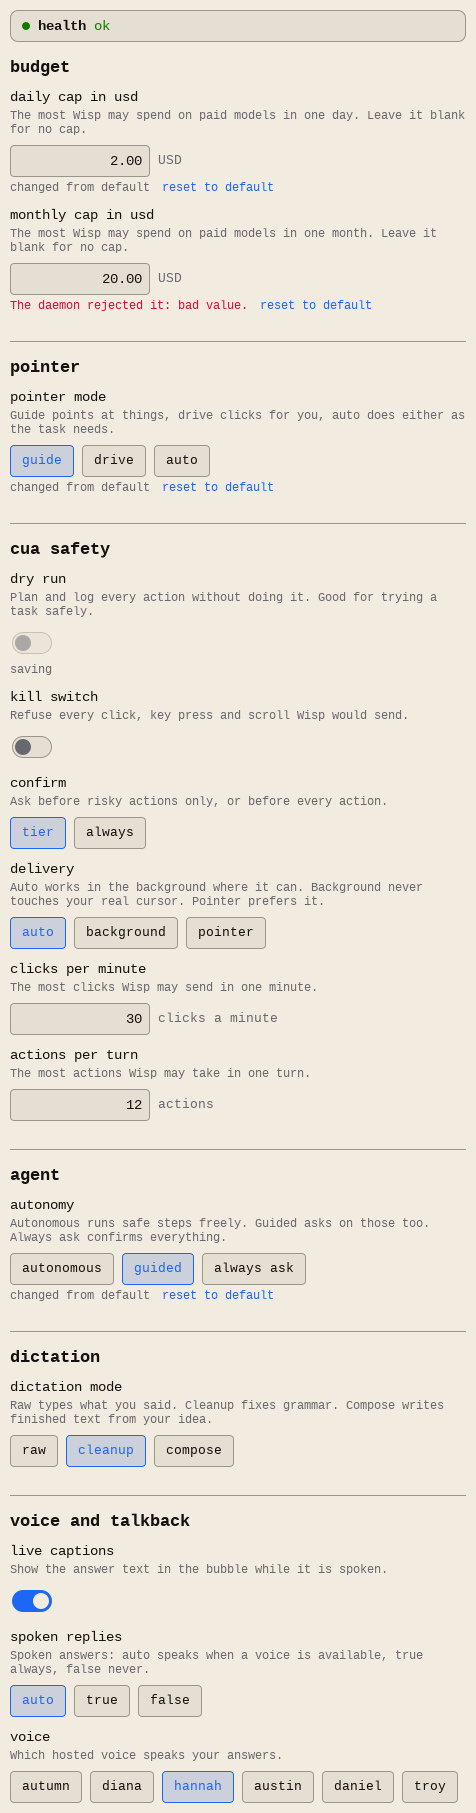 health ok
budget
daily cap in usd
The most Wisp may spend on paid models in one day. Leave it blank
for no cap.
2.00 USD
changed from default reset to default
monthly cap in usd
The most Wisp may spend on paid models in one month. Leave it
blank for no cap.
20.00 USD
The daemon rejected it: bad value. reset to default
pointer
pointer mode
Guide points at things, drive clicks for you, auto does either as
the task needs.
guide drive auto
changed from default reset to default
cua safety
dry run
Plan and log every action without doing it. Good for trying a
task safely.
saving
kill switch
Refuse every click, key press and scroll Wisp would send.
confirm
Ask before risky actions only, or before every action.
tier always
delivery
Auto works in the background where it can. Background never
touches your real cursor. Pointer prefers it.
auto background pointer
clicks per minute
The most clicks Wisp may send in one minute.
30 clicks a minute
actions per turn
The most actions Wisp may take in one turn.
12 actions
agent
autonomy
Autonomous runs safe steps freely. Guided asks on those too.
Always ask confirms everything.
autonomous guided always ask
changed from default reset to default
dictation
dictation mode
Raw types what you said. Cleanup fixes grammar. Compose writes
finished text from your idea.
raw cleanup compose
voice and talkback
live captions
Show the answer text in the bubble while it is spoken.
spoken replies
Spoken answers: auto speaks when a voice is available, true
always, false never.
auto true false
voice
Which hosted voice speaks your answers.
autumn diana hannah austin daniel troy